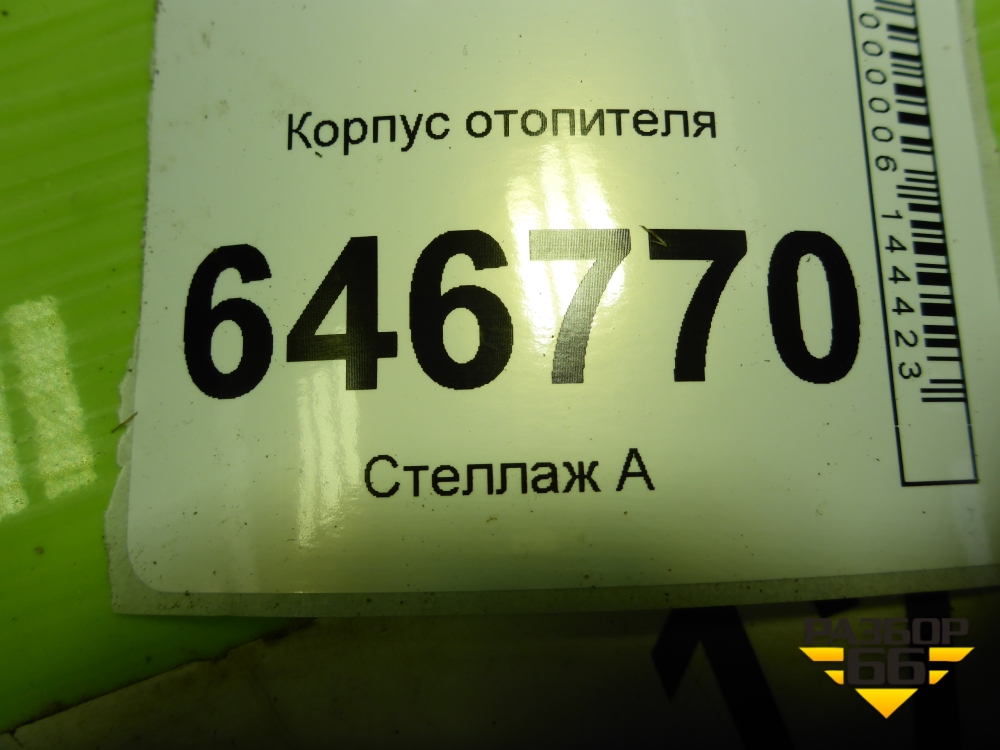 Корпус отопителя
646770
Стеллаж А
000006144423
РАЗБОР
66